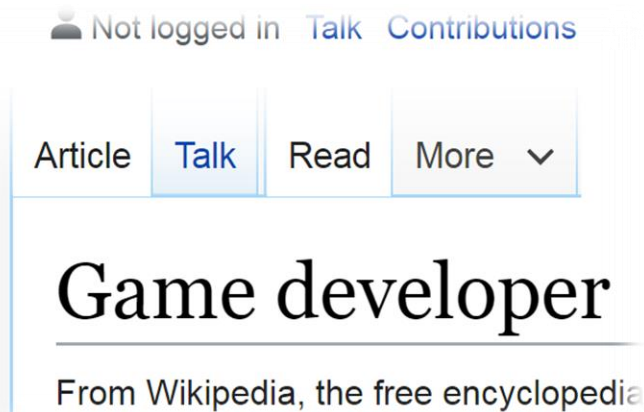 Not logged in Talk Contributions
Article Talk Read More
Game developer
From Wikipedia, the free encyclopedia